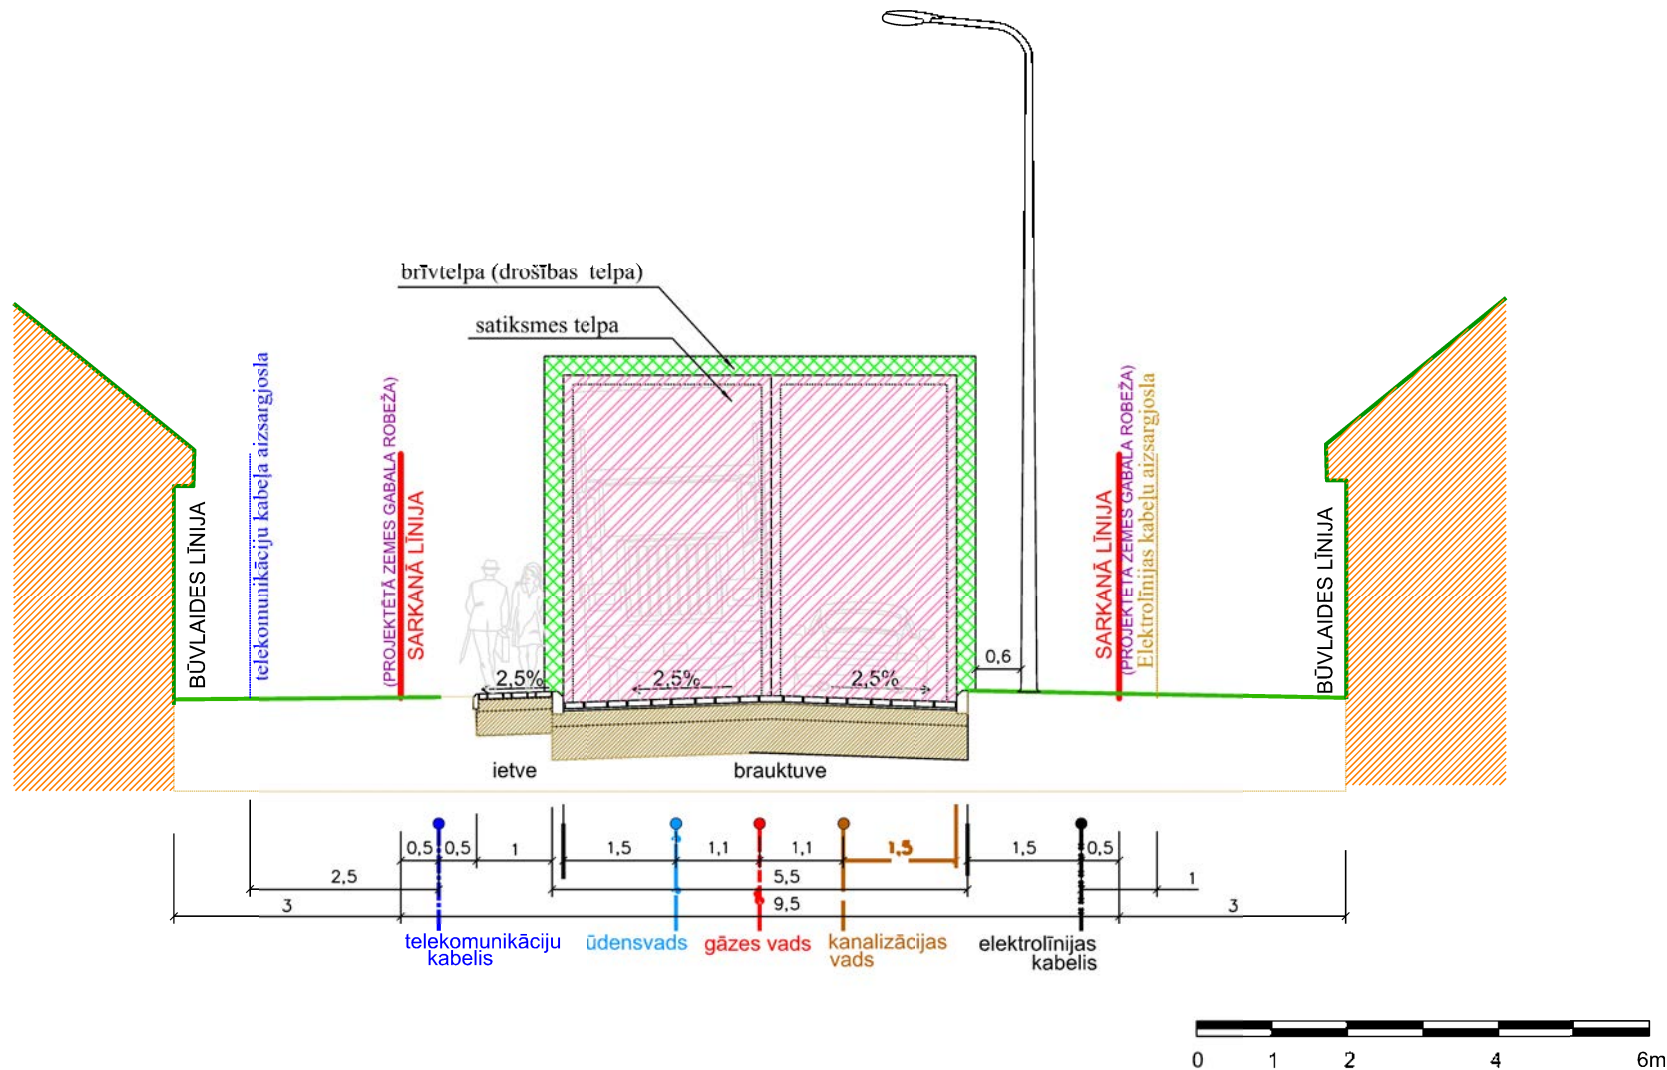 brīvtelpa (drošības telpa)
satiksmes telpa
BŪVLAIDES LĪNIJA
telekomunikāciju kabeļa aizsargjosla
(PROJEKTĒTĀ ZEMES GABALA ROBEŽA)
SARKANĀ LĪNIJA
SARKANĀ LĪNIJA
(PROJEKTĒTĀ ZEMES GABALA ROBEŽA)
Elektrolīnijas kabeļu aizsargjosla
BŪVLAIDES LĪNIJA
0,6
2,5% 2,5% 2,5%
ietve brauktuve
0,5 0,5 1 1,5 1,1 1,1 1,5 1,5 0,5
2,5 5,5 1
3 9,5 3
telekomunikāciju
kabelis
ūdensvads
gāzes vads
kanalizācijas
vads
elektrolīnijas
kabelis
0 1 2 4 6m